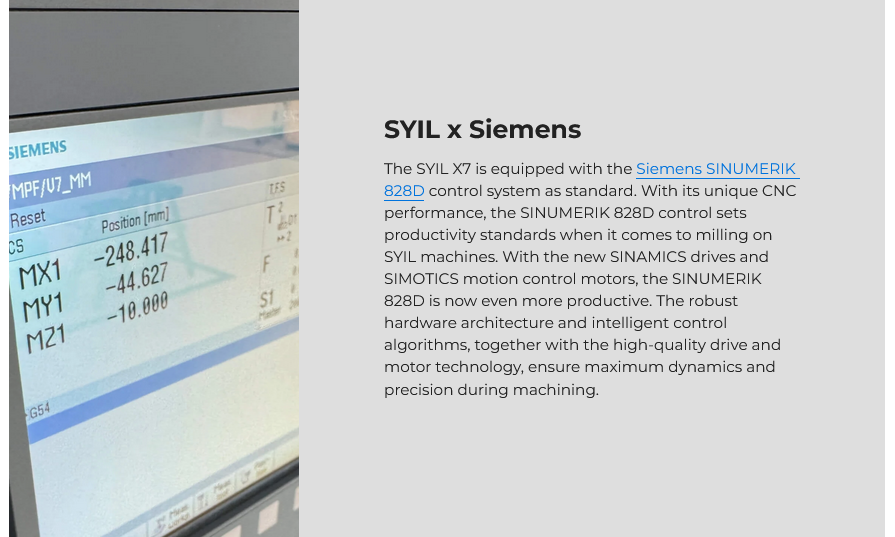 SIEMENS
/MPF/U7_MM
Reset
CS
Position [mm]
T,F,S
MX1
-248.417
MY1
-44.627
MZ1
-10.000
T
2
D1
2
F
S1
Master
G54
SYIL x Siemens
The SYIL X7 is equipped with the Siemens SINUMERIK
828D control system as standard. With its unique CNC
performance, the SINUMERIK 828D control sets
productivity standards when it comes to milling on
SYIL machines. With the new SINAMICS drives and
SIMOTICS motion control motors, the SINUMERIK
828D is now even more productive. The robust
hardware architecture and intelligent control
algorithms, together with the high-quality drive and
motor technology, ensure maximum dynamics and
precision during machining.